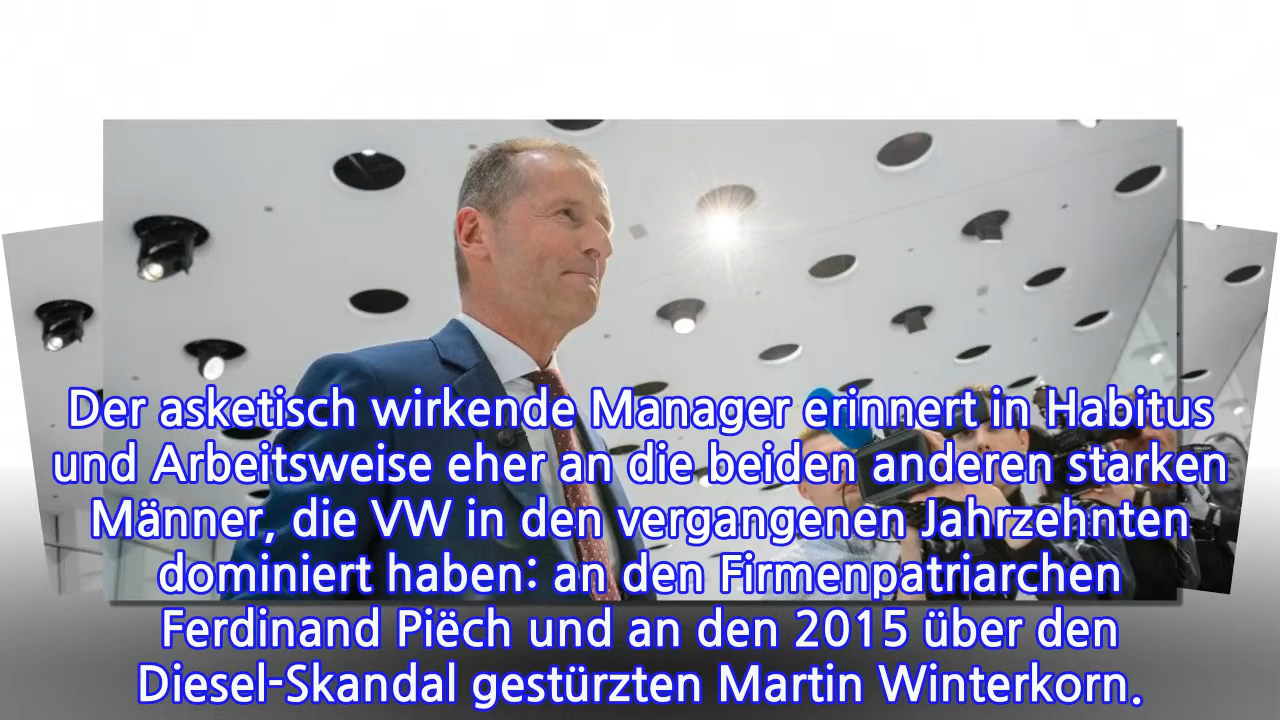 Der asketisch wirkende Manager erinnert in Habitus
und Arbeitsweise eher an die beiden anderen starken
Männer, die VW in den vergangenen Jahrzehnten
dominiert haben: an den Firmenpatriarchen
Ferdinand Piëch und an den 2015 über den
Diesel-Skandal gestürzten Martin Winterkorn.